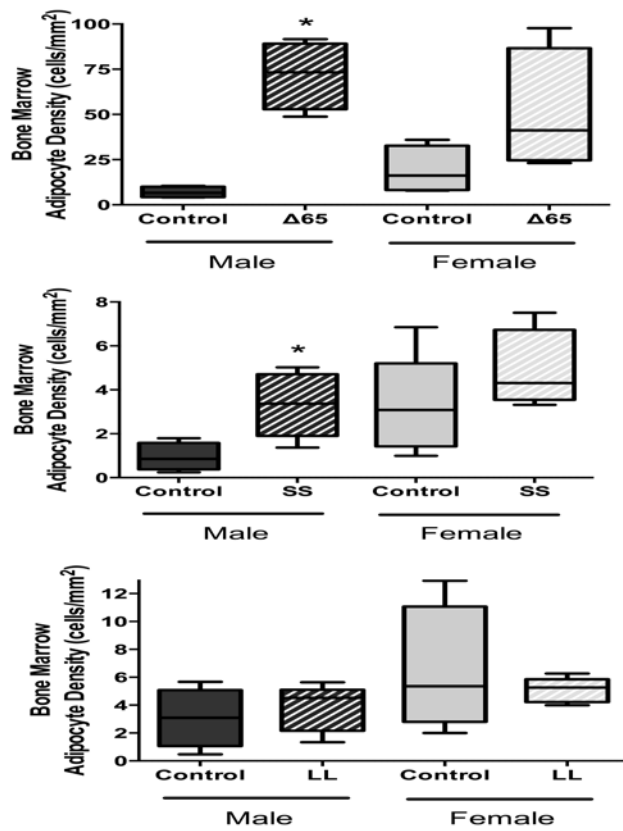 Bone Marrow
Adipocyte Density (cells/mm²)
100
75
50
25
0
*
Control Δ65 Control Δ65
Male Female
Bone Marrow
Adipocyte Density (cells/mm²)
8
6
4
2
0
*
Control SS Control SS
Male Female
Bone Marrow
Adipocyte Density (cells/mm²)
12
10
8
6
4
2
0
Control LL Control LL
Male Female